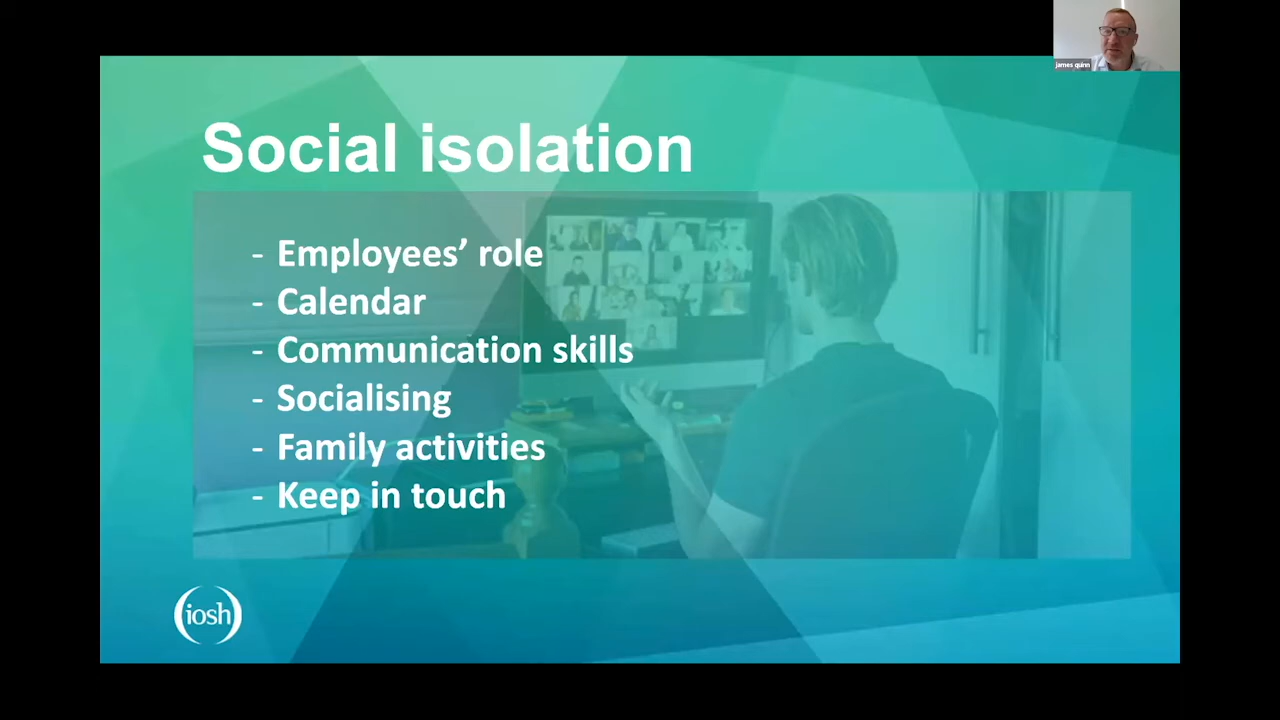 james quinn
Social isolation
- Employees’ role
- Calendar
- Communication skills
- Socialising
- Family activities
- Keep in touch
iosh